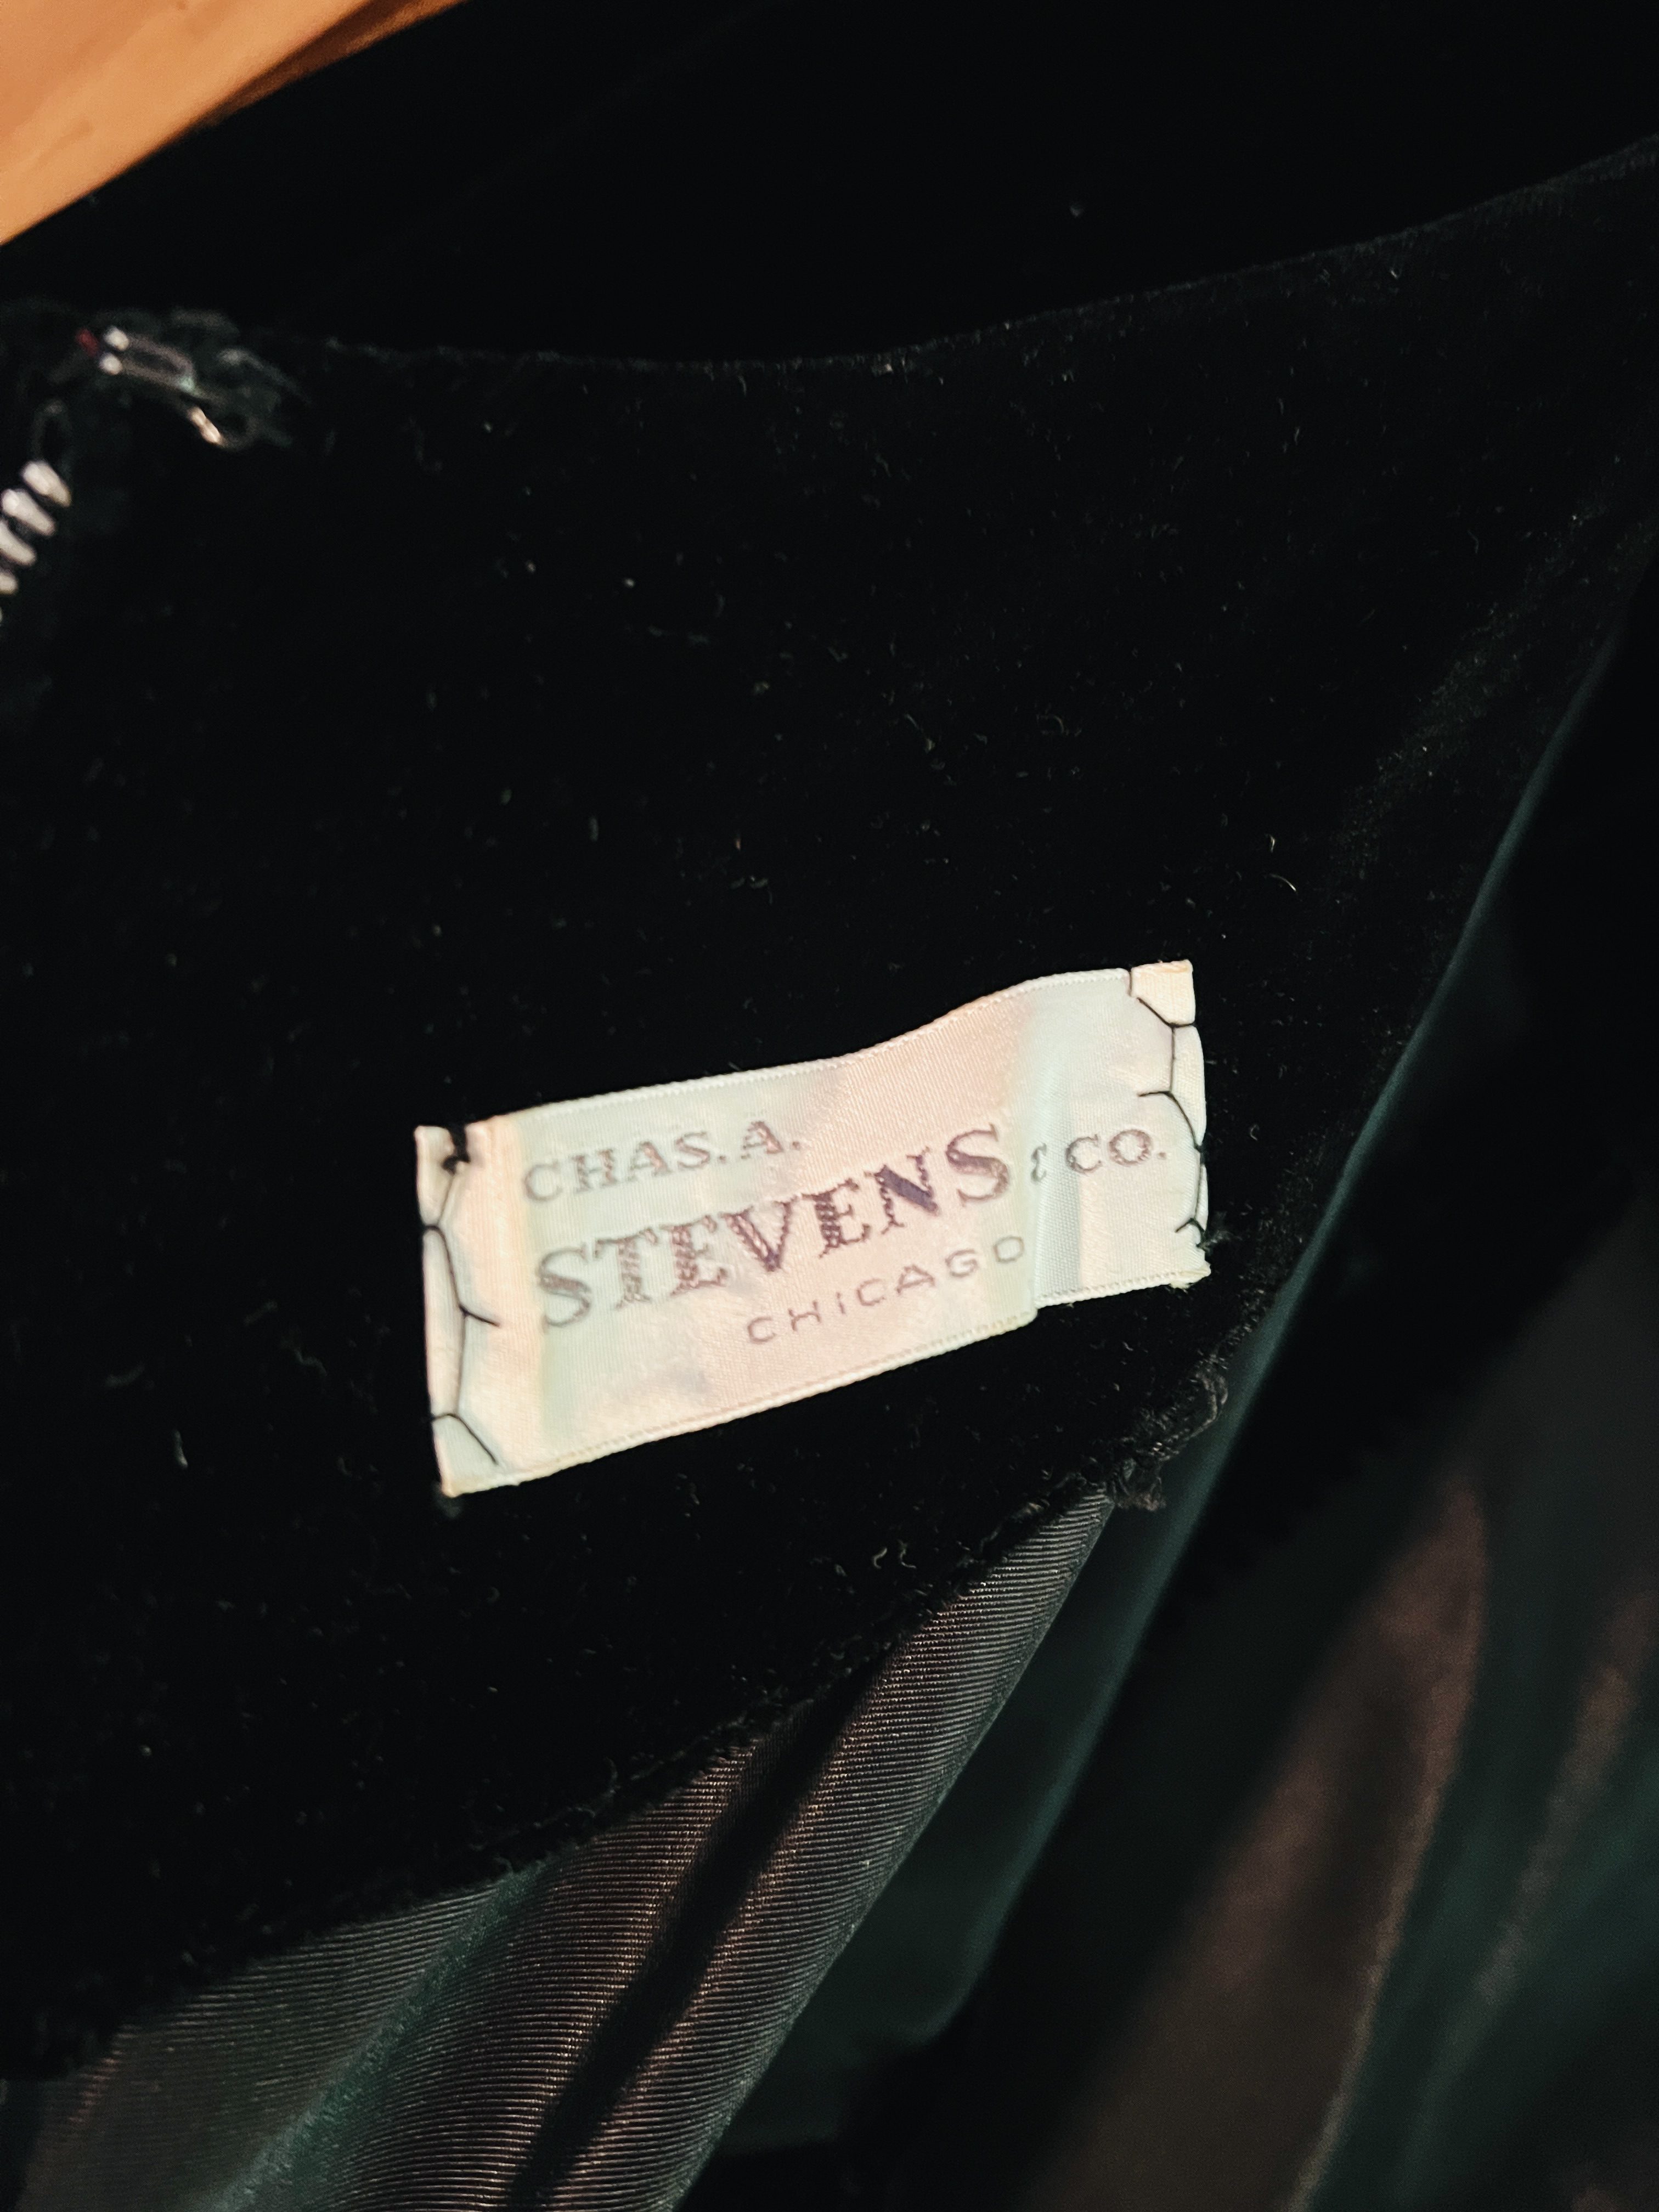 CHAS. A.
STEVENS & CO.
CHICAGO